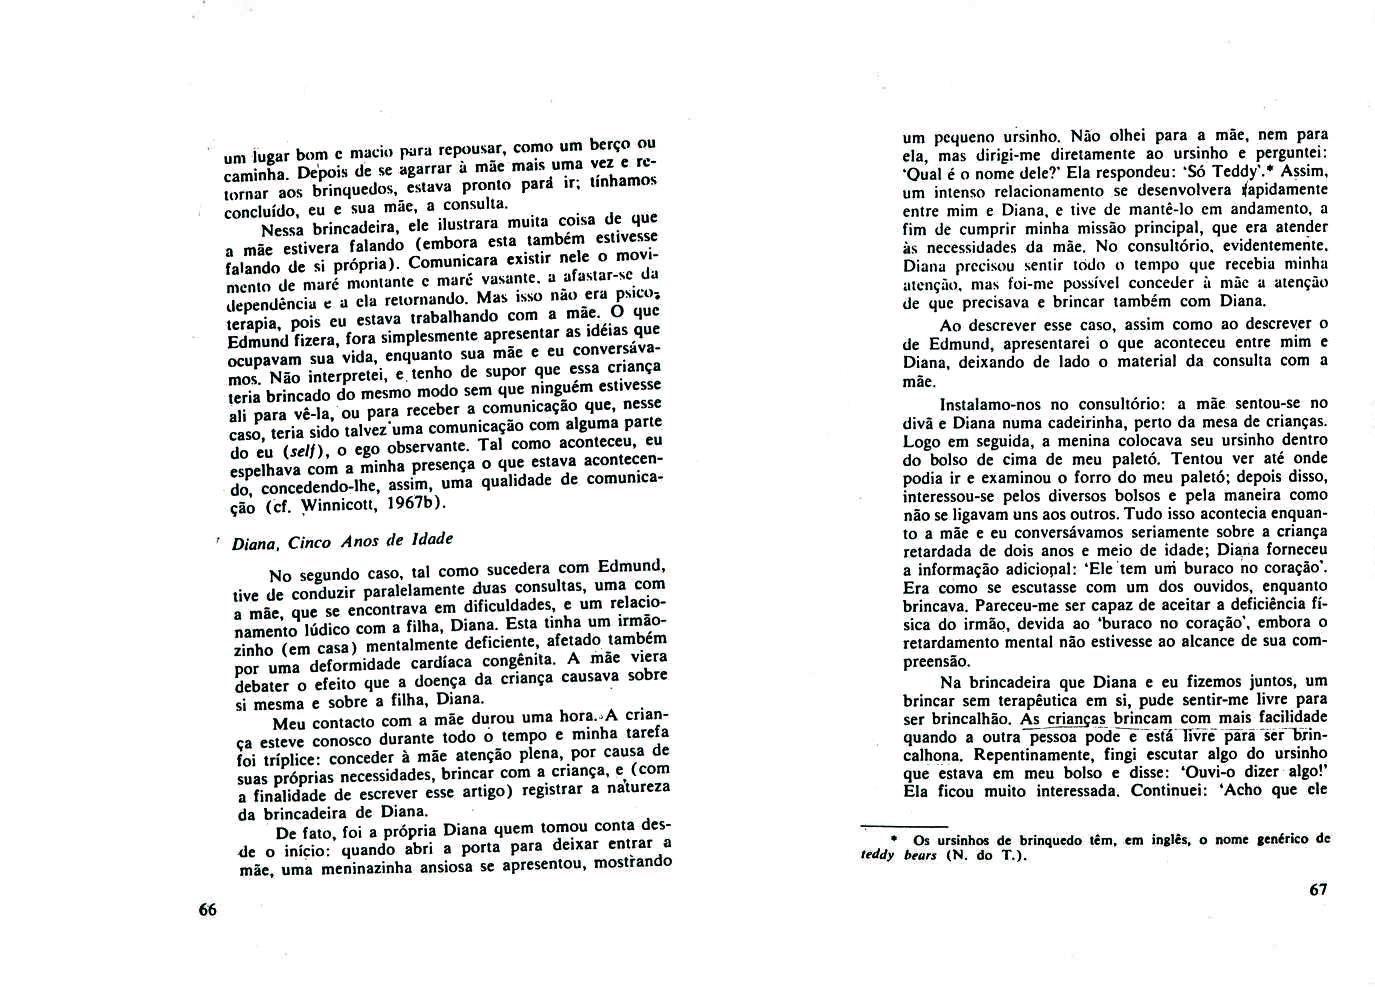 um lugar bom e macio para repousar, como um berço ou
caminha. Depois de se agarrar à mãe mais uma vez e re-
tornar aos brinquedos, estava pronto pará ir; tínhamos
concluído, eu e sua mãe, a consulta.
Nessa brincadeira, ele ilustrara muita coisa de que
a mãe estivera falando (embora esta também estivesse
falando de si própria). Comunicara existir nele o movi-
mento de maré montante e maré vasante, a afastar-se da
dependência e a ela retornando. Mas isso não era psico-
terapia, pois eu estava trabalhando com a mãe. O que
Edmund fizera, fora simplesmente apresentar as idéias que
ocupavam sua vida, enquanto sua mãe e eu conversáva-
mos. Não interpretei, e tenho de supor que essa criança
teria brincado do mesmo modo sem que ninguém estivesse
ali para vê-la, ou para receber a comunicação que, nesse
caso, teria sido talvez uma comunicação com alguma parte
do eu (self), o ego observante. Tal como aconteceu, eu
espelhava com a minha presença o que estava acontecen-
do, concedendo-lhe, assim, uma qualidade de comunica-
ção (cf. Winnicott, 1967b).
Diana, Cinco Anos de Idade
No segundo caso, tal como sucedera com Edmund,
tive de conduzir paralelamente duas consultas, uma com
a mãe, que se encontrava em dificuldades, e um relacio-
namento lúdico com a filha, Diana. Esta tinha um irmão-
zinho (em casa) mentalmente deficiente, afetado também
por uma deformidade cardíaca congênita. A mãe viera
debater o efeito que a doença da criança causava sobre
si mesma e sobre a filha, Diana.
Meu contacto com a mãe durou uma hora. A crian-
ça esteve conosco durante todo o tempo e minha tarefa
foi tríplice: conceder à mãe atenção plena, por causa de
suas próprias necessidades, brincar com a criança, e (com
a finalidade de escrever esse artigo) registrar a natureza
da brincadeira de Diana.
De fato, foi a própria Diana quem tomou conta des-
de o início: quando abri a porta para deixar entrar a
mãe, uma meninazinha ansiosa se apresentou, mostrando
66
um pequeno ursinho. Não olhei para a mãe, nem para
ela, mas dirigi-me diretamente ao ursinho e perguntei:
‘Qual é o nome dele?’ Ela respondeu: ‘Só Teddy’.* Assim,
um intenso relacionamento se desenvolvera rapidamente
entre mim e Diana, e tive de mantê-lo em andamento, a
fim de cumprir minha missão principal, que era atender
às necessidades da mãe. No consultório, evidentemente,
Diana precisou sentir todo o tempo que recebia minha
atenção, mas foi-me possível conceder à mãe a atenção
de que precisava e brincar também com Diana.
Ao descrever esse caso, assim como ao descrever o
de Edmund, apresentarei o que aconteceu entre mim e
Diana, deixando de lado o material da consulta com a
mãe.
Instalamo-nos no consultório: a mãe sentou-se no
divã e Diana numa cadeirinha, perto da mesa de crianças.
Logo em seguida, a menina colocava seu ursinho dentro
do bolso de cima de meu paletó. Tentou ver até onde
podia ir e examinou o forro do meu paletó; depois disso,
interessou-se pelos diversos bolsos e pela maneira como
não se ligavam uns aos outros. Tudo isso acontecia enquan-
to a mãe e eu conversávamos seriamente sobre a criança
retardada de dois anos e meio de idade; Diana forneceu
a informação adicional: ‘Ele tem um buraco no coração’.
Era como se escutasse com um dos ouvidos, enquanto
brincava. Pareceu-me ser capaz de aceitar a deficiência fí-
sica do irmão, devida ao ‘buraco no coração’, embora o
retardamento mental não estivesse ao alcance de sua com-
preensão.
Na brincadeira que Diana e eu fizemos juntos, um
brincar sem terapêutica em si, pude sentir-me livre para
ser brincalhão. As crianças brincam com mais facilidade
quando a outra pessoa pode e está livre para ser brin-
calhona. Repentinamente, fingi escutar algo do ursinho
que estava em meu bolso e disse: ‘Ouvi-o dizer algo!’
Ela ficou muito interessada. Continuei: ‘Acho que ele
* Os ursinhos de brinquedo têm, em inglês, o nome genérico de
teddy bears (N. do T.).
67